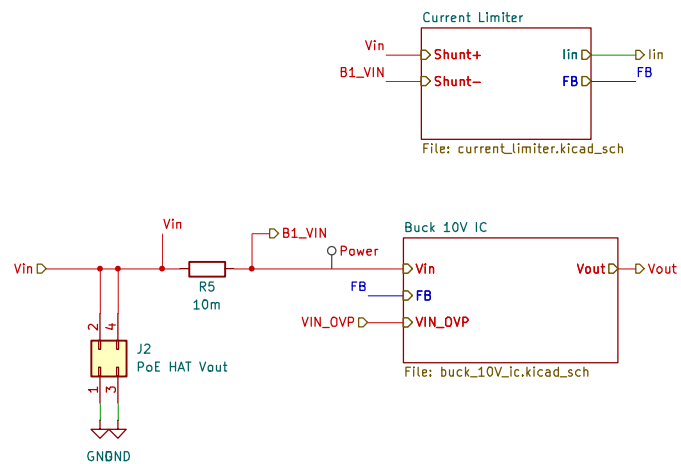 Current Limiter
Vin
Shunt+
Iin
Iin
B1_VIN
Shunt-
FB
FB
File: current_limiter.kicad_sch
Vin
B1_VIN
Buck 10V IC
Power
Vin
R5
10m
Vin
Vout
Vout
FB
FB
VIN_OVP
VIN_OVP
2
4
J2
PoE HAT Vout
File: buck_10V_ic.kicad_sch
1
3
GND
GND